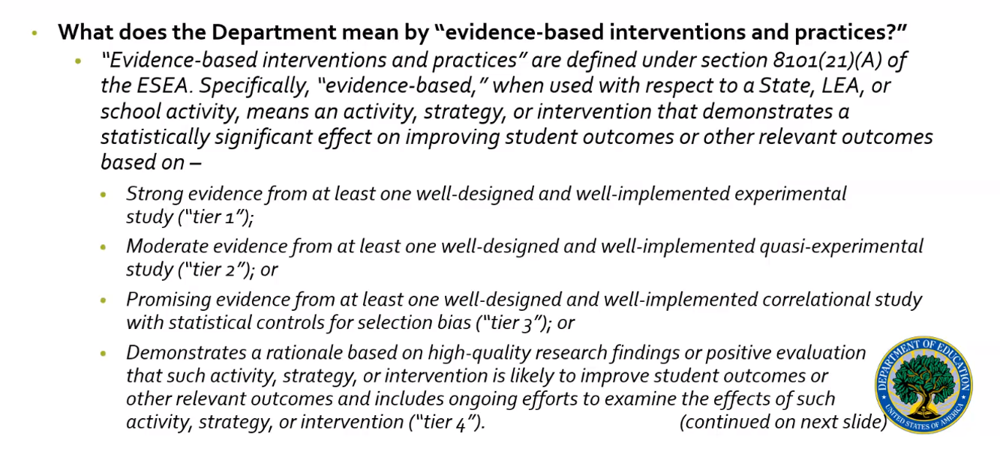 • What does the Department mean by “evidence-based interventions and practices?”
• “Evidence-based interventions and practices” are defined under section 8101(21)(A) of
the ESEA. Specifically, “evidence-based,” when used with respect to a State, LEA, or
school activity, means an activity, strategy, or intervention that demonstrates a
statistically significant effect on improving student outcomes or other relevant outcomes
based on –
• Strong evidence from at least one well-designed and well-implemented experimental
study (“tier 1”);
• Moderate evidence from at least one well-designed and well-implemented quasi-experimental
study (“tier 2”); or
• Promising evidence from at least one well-designed and well-implemented correlational study
with statistical controls for selection bias (“tier 3”); or
• Demonstrates a rationale based on high-quality research findings or positive evaluation
that such activity, strategy, or intervention is likely to improve student outcomes or
other relevant outcomes and includes ongoing efforts to examine the effects of such
activity, strategy, or intervention (“tier 4”). (continued on next slide)
DEPARTMENT OF EDUCATION
UNITED STATES OF AMERICA